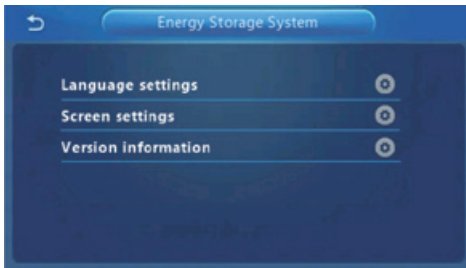 Energy Storage System
Language settings
Screen settings
Version information